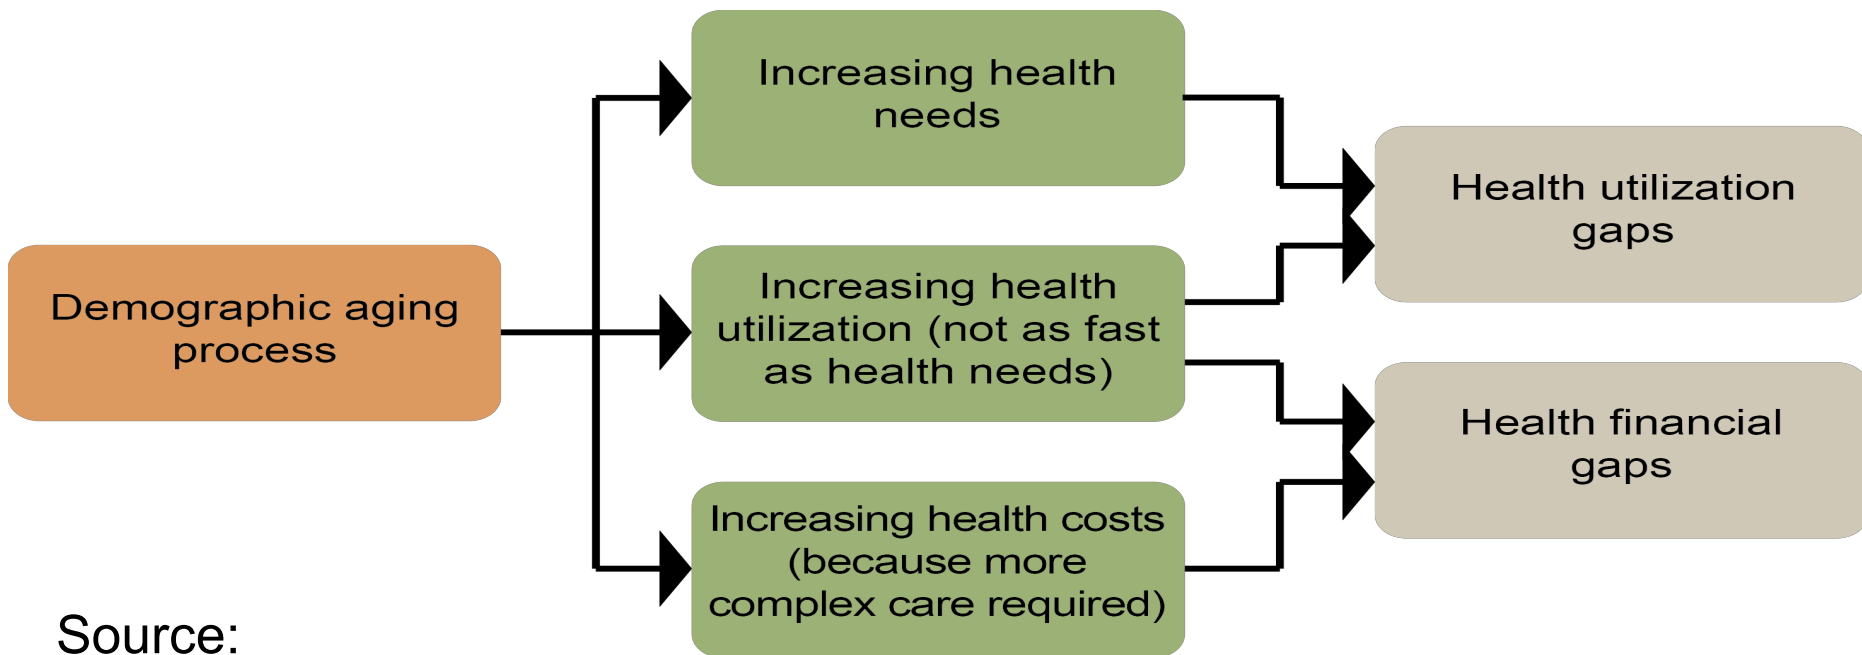 Increasing health
needs
Health utilization
gaps
Demographic aging
process
Increasing health
utilization (not as fast
as health needs)
Health financial
gaps
Increasing health costs
(because more
complex care required)
Source: